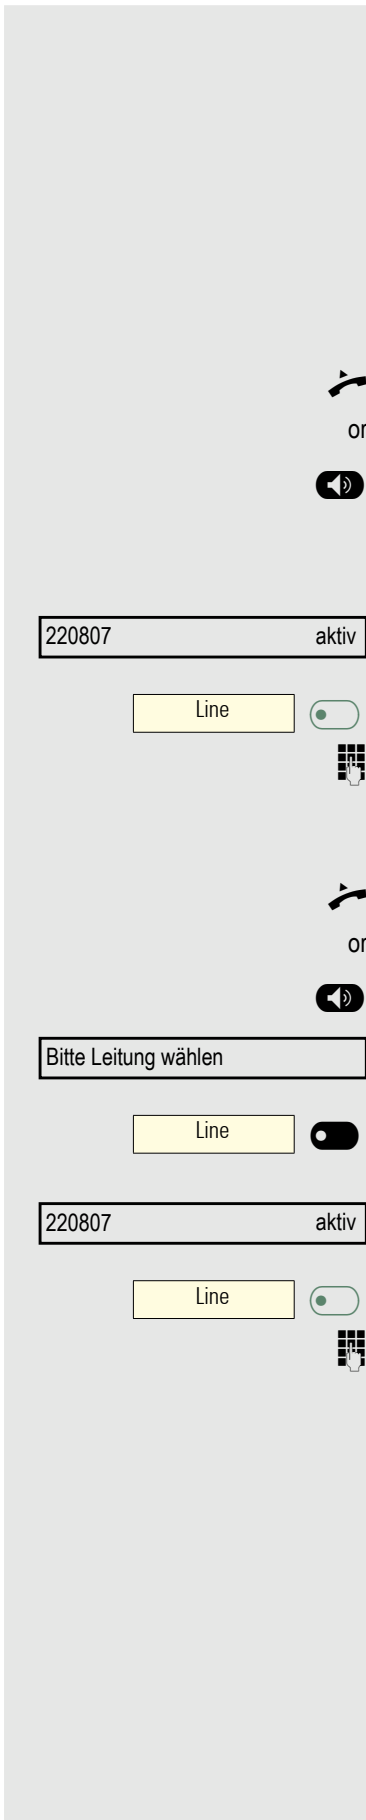 or
220807 aktiv
Line
or
Bitte Leitung wählen
Line
220807 aktiv
Line